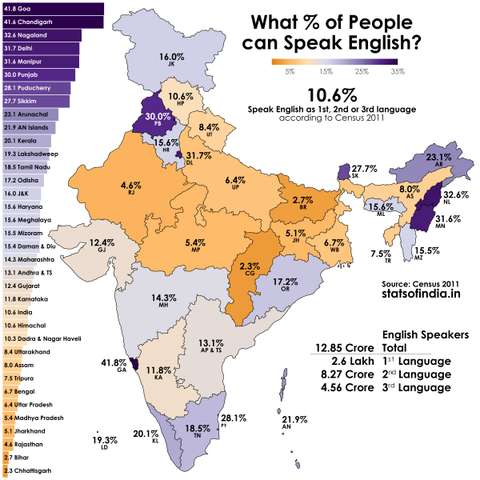 What % of People
can Speak English?
5%
15%
25%
35%
10.6%
Speak English as 1st, 2nd or 3rd language
according to Census 2011
41.8 Goa
41.6 Chandigarh
32.6 Nagaland
31.7 Delhi
31.6 Manipur
30.0 Punjab
28.1 Puducherry
27.7 Sikkim
23.1 Arunachal
21.9 AN Islands
20.1 Kerala
19.3 Lakshadweep
18.5 Tamil Nadu
17.2 Odisha
16.0 J&K
15.6 Haryana
15.6 Meghalaya
15.5 Mizoram
15.4 Daman & Diu
14.3 Maharashtra
13.1 Andhra & TS
12.4 Gujarat
11.8 Karnataka
10.6 India
10.6 Himachal
10.3 Dadra & Nagar Haveli
8.4 Uttarakhand
8.0 Assam
7.5 Tripura
6.7 Bengal
6.4 Uttar Pradesh
5.4 Madhya Pradesh
5.1 Jharkhand
4.6 Rajasthan
2.7 Bihar
2.3 Chhattisgarh
16.0%
JK
10.6%
HP
30.0%
PB
8.4%
UT
15.6%
HR
31.7%
DL
4.6%
RJ
6.4%
UP
2.7%
BR
27.7%
SK
23.1%
AR
8.0%
AS
32.6%
NL
15.6%
ML
31.6%
MN
7.5%
TR
15.5%
MZ
12.4%
GJ
5.4%
MP
5.1%
JH
6.7%
WB
2.3%
CG
17.2%
OR
14.3%
MH
13.1%
AP & TS
41.8%
GA
11.8%
KA
19.3%
LD
20.1%
KL
18.5%
TN
28.1%
PY
21.9%
AN
Source: Census 2011
statsofindia.in
English Speakers
12.85 Crore Total
2.6 Lakh 1st Language
8.27 Crore 2nd Language
4.56 Crore 3rd Language